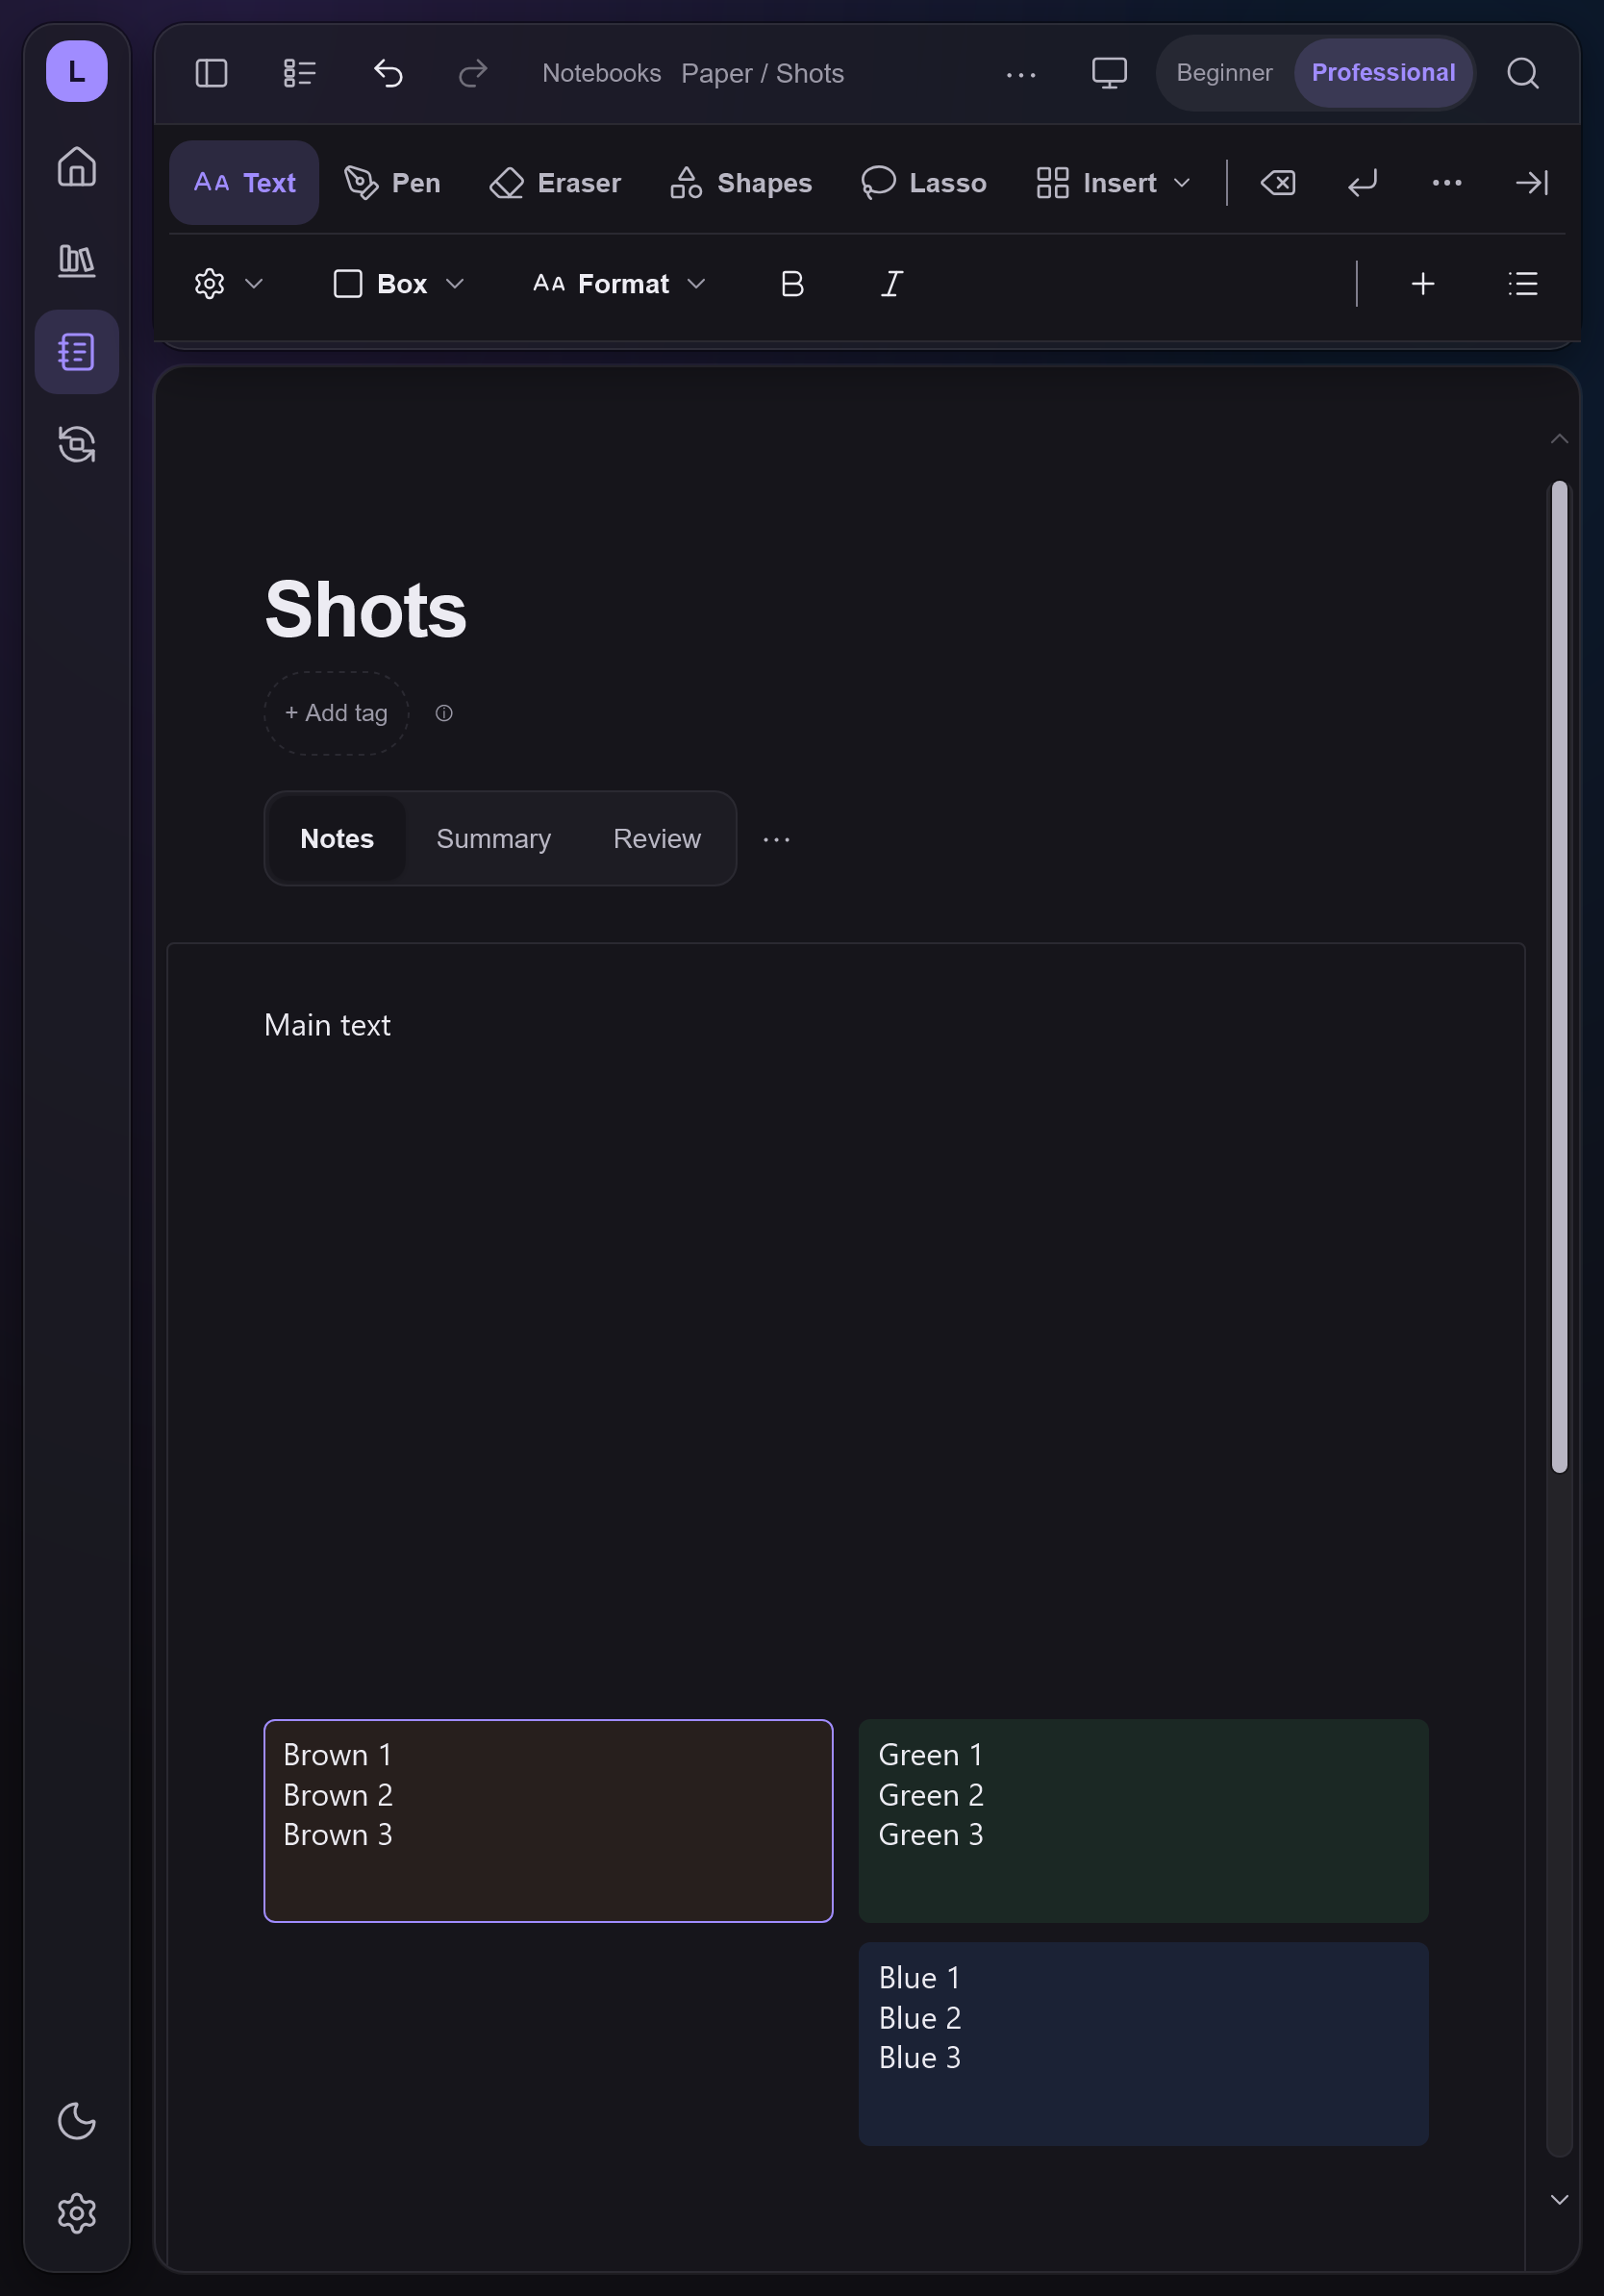 L
Notebooks Paper / Shots
Beginner Professional
Text Pen Eraser Shapes Lasso Insert
Box Format B I
Shots
+ Add tag
Notes Summary Review
Main text
Brown 1
Brown 2
Brown 3
Green 1
Green 2
Green 3
Blue 1
Blue 2
Blue 3